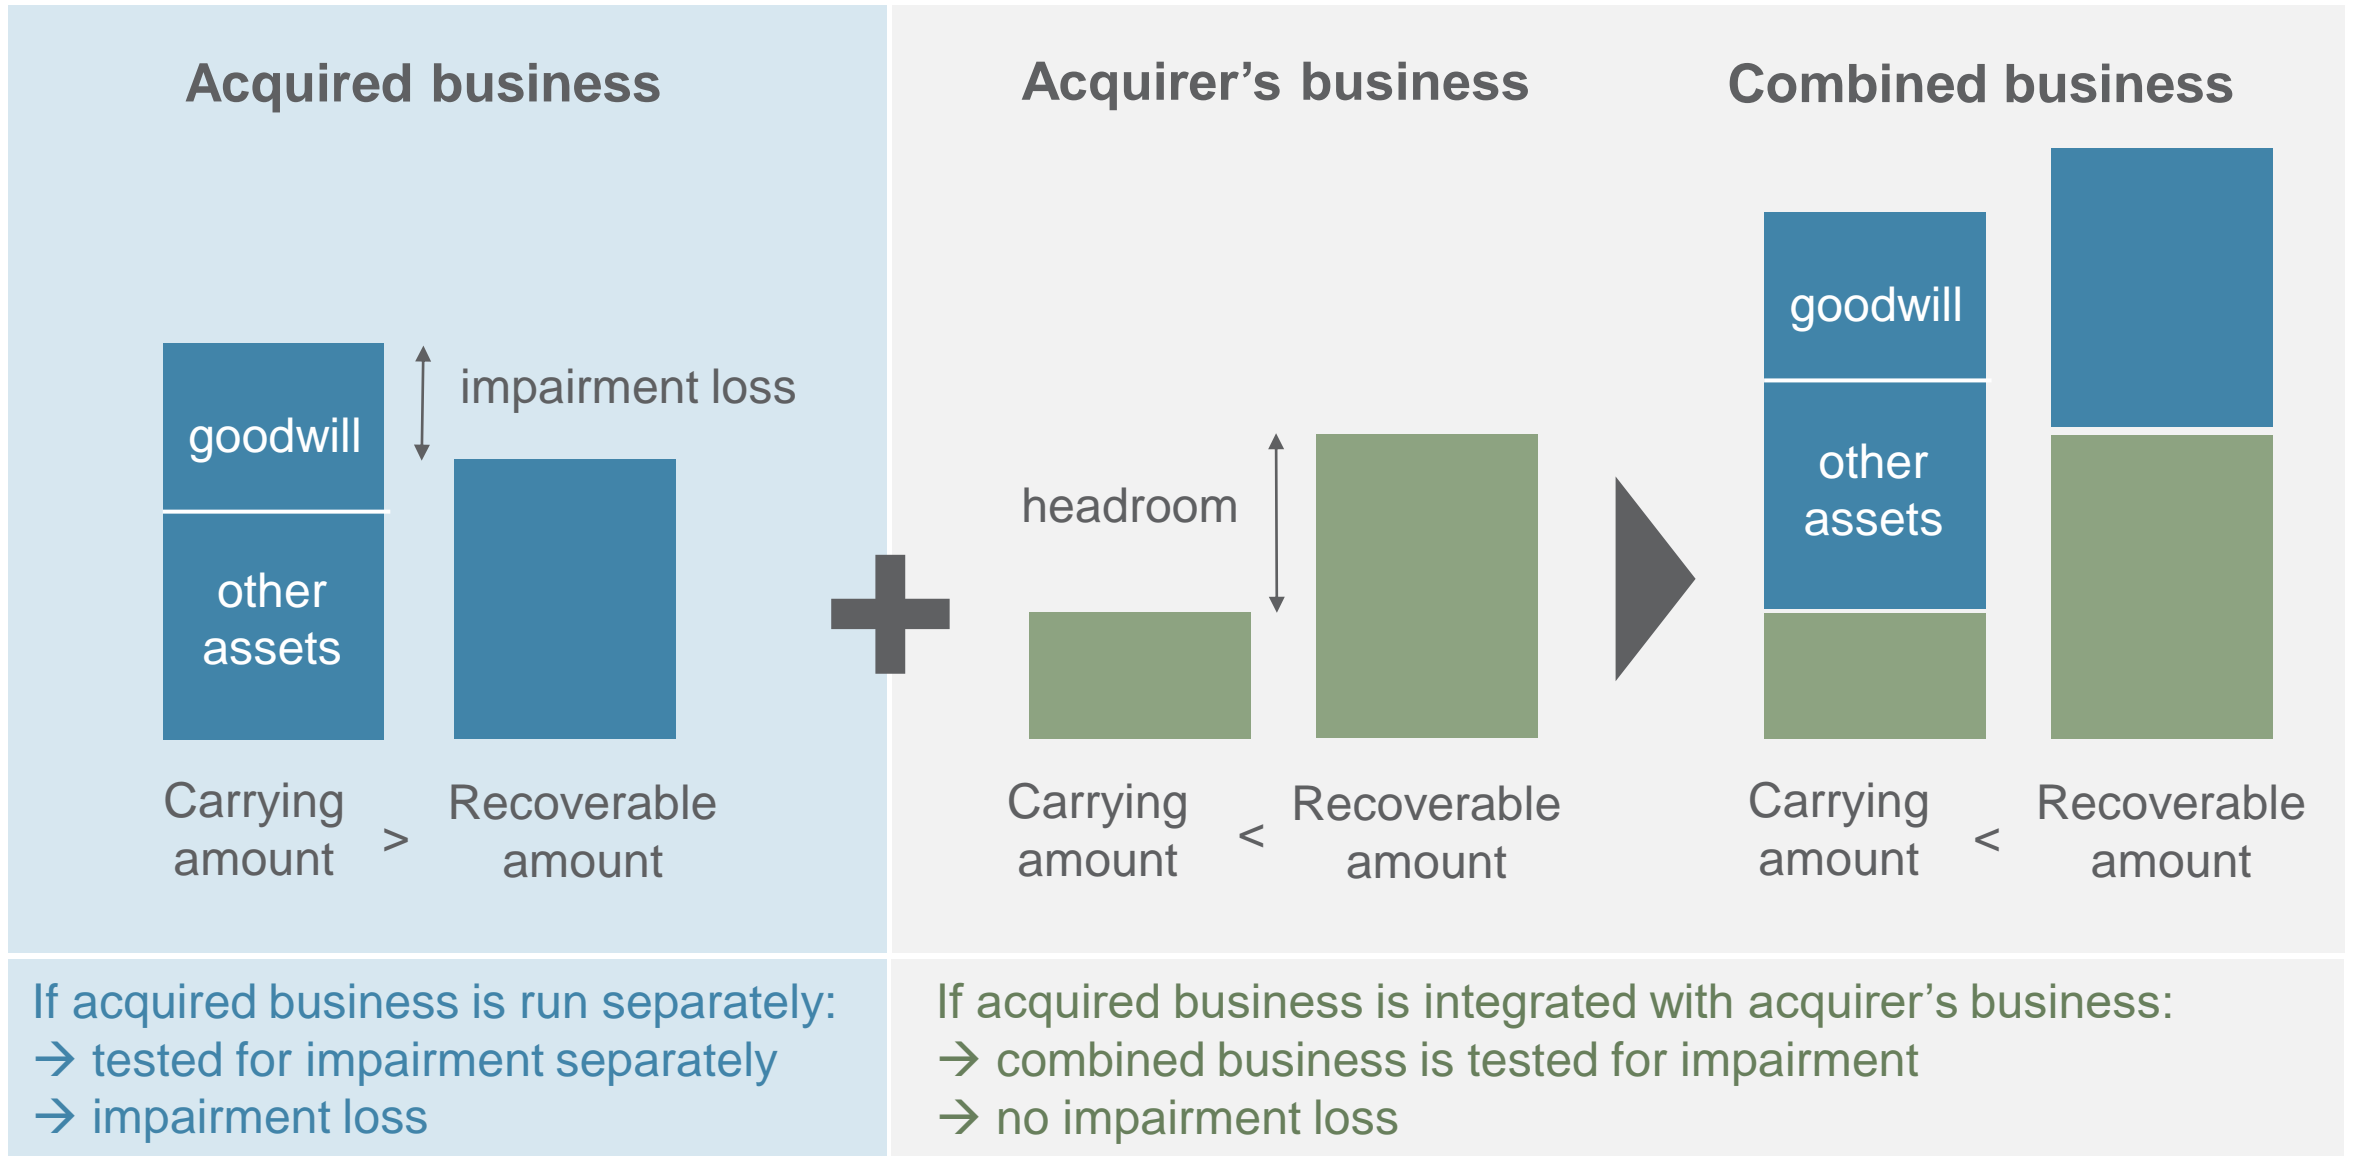 Acquired business
Acquirer’s business
Combined business
goodwill
other
assets
impairment loss
Carrying
amount
>
Recoverable
amount
headroom
Carrying
amount
<
Recoverable
amount
goodwill
other
assets
Carrying
amount
<
Recoverable
amount
If acquired business is run separately:
→ tested for impairment separately
→ impairment loss
If acquired business is integrated with acquirer’s business:
→ combined business is tested for impairment
→ no impairment loss